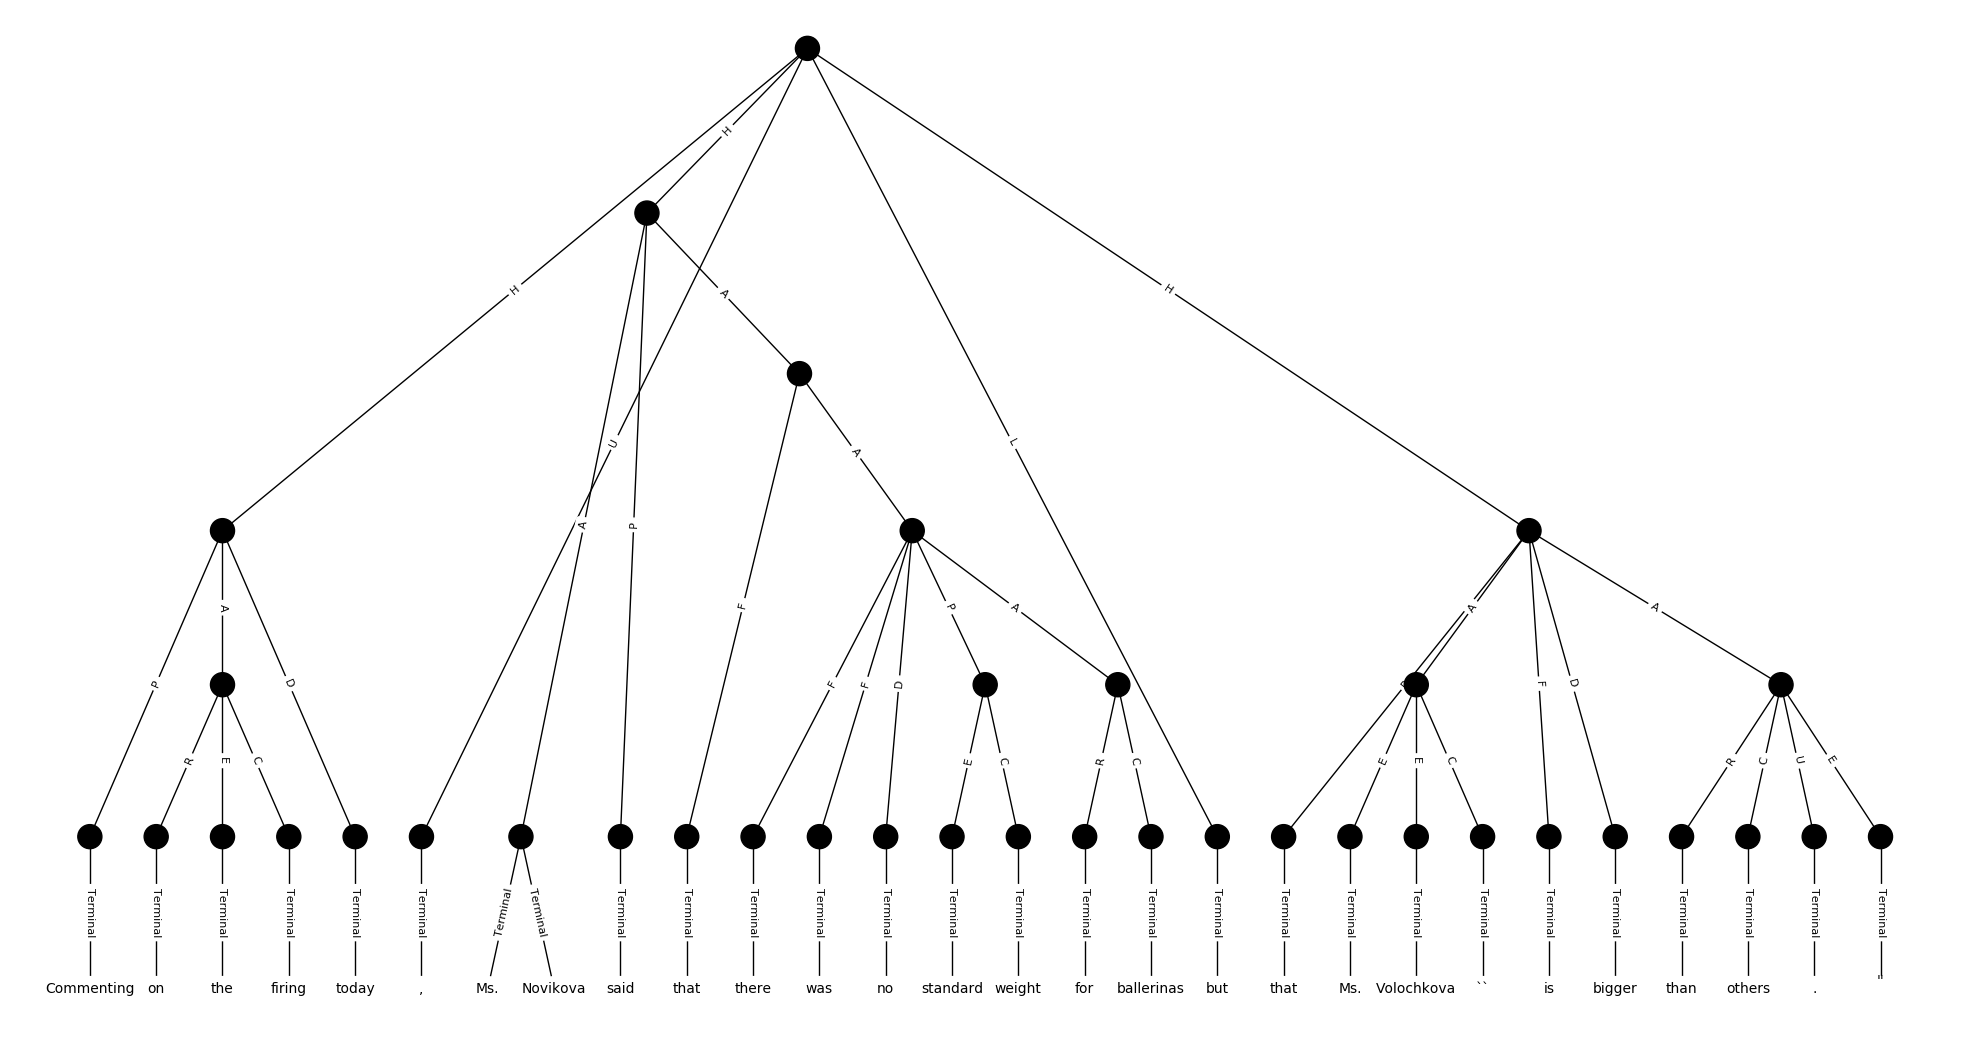 H
H
A
H
U
L
A
A P
F
A A
P A A
P D F F D R F D
R E C E C R C E E C R C U E
Terminal Terminal Terminal Terminal Terminal Terminal Terminal Terminal Terminal Terminal Terminal Terminal Terminal Terminal Terminal Terminal Terminal Terminal Terminal Terminal Terminal Terminal Terminal Terminal Terminal Terminal Terminal Terminal
Commenting on the firing today , Ms. Novikova said that there was no standard weight for ballerinas but that Ms. Volochkova `` is bigger than others . "